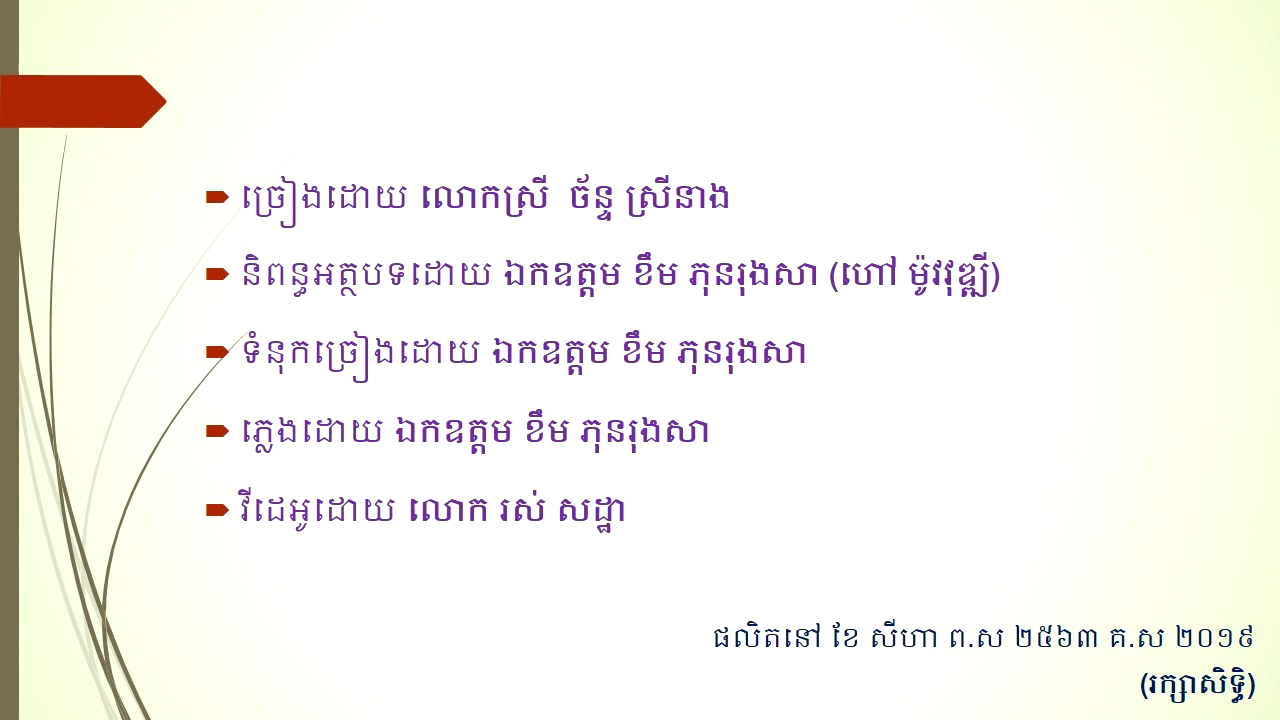 ច្រៀងដោយ លោកស្រី ច័ន្ទ ស្រីនាង
និពន្ធអត្ថបទដោយ ឯកឧត្តម ខឹម ភុនរុងសា (ហៅ ម៉ូវវុឌ្ឍី)
ទំនុកច្រៀងដោយ ឯកឧត្តម ខឹម ភុនរុងសា
ភ្លេងដោយ ឯកឧត្តម ខឹម ភុនរុងសា
វីដេអូដោយ លោក រស់ សដ្ឋា
ផលិតនៅ ខែ សីហា ព.ស ២៥៦៣ គ.ស ២០១៩
(រក្សាសិទ្ធិ)